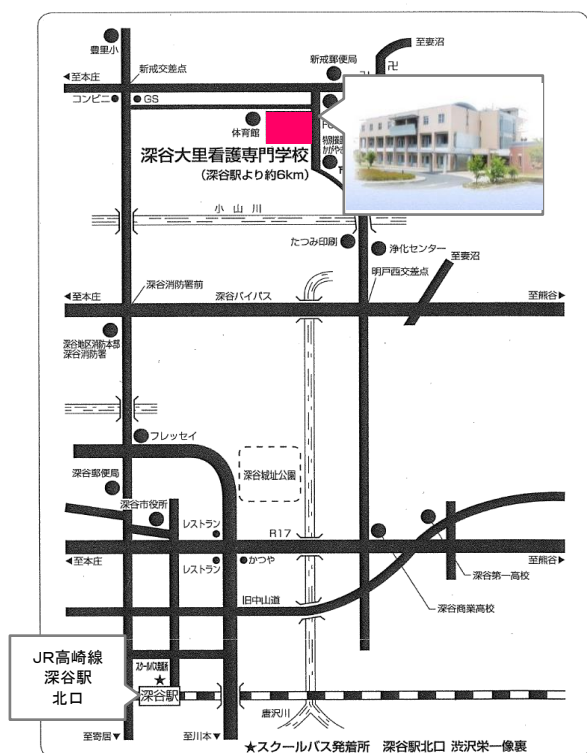 豊里小
新戒交差点
新戒郵便局
卍
至妻沼
◀至本庄
コンビニ
GS
体育館
深谷大里看護専門学校
(深谷駅より約6km)
小山川
たつみ印刷
浄化センター
至妻沼
◀至本庄
深谷消防署前
深谷バイパス
明戸西交差点
至熊谷▶
深谷地区消防本部
深谷消防署
フレッセイ
深谷城址公園
深谷郵便局
深谷市役所
レストラン
R17
◀至本庄
レストラン
かつや
至熊谷▶
深谷第一高校
深谷商業高校
旧中山道
JR高崎線
深谷駅
北口
スクールバス発着所
★
深谷駅
唐沢川
至寄居▼
至川本▼
★スクールバス発着所 深谷駅北口 渋沢栄一像裏